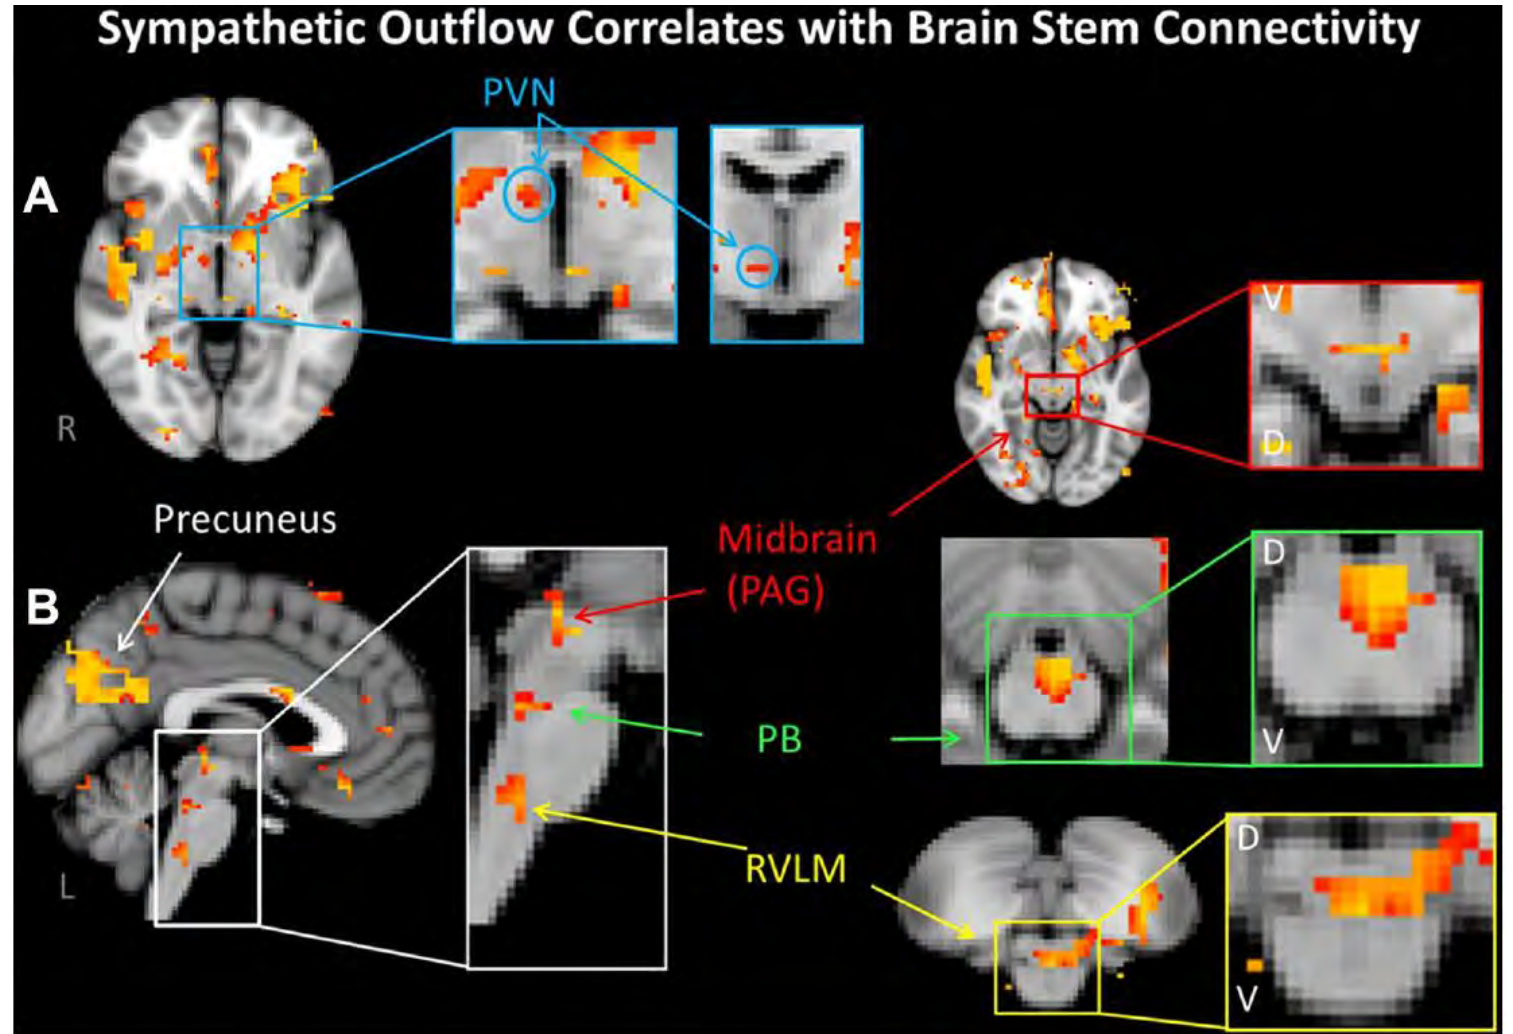 Sympathetic Outflow Correlates with Brain Stem Connectivity
PVN
A
V
D
R
Precuneus
Midbrain
(PAG)
B
D
V
PB
RVLM
L
D
V